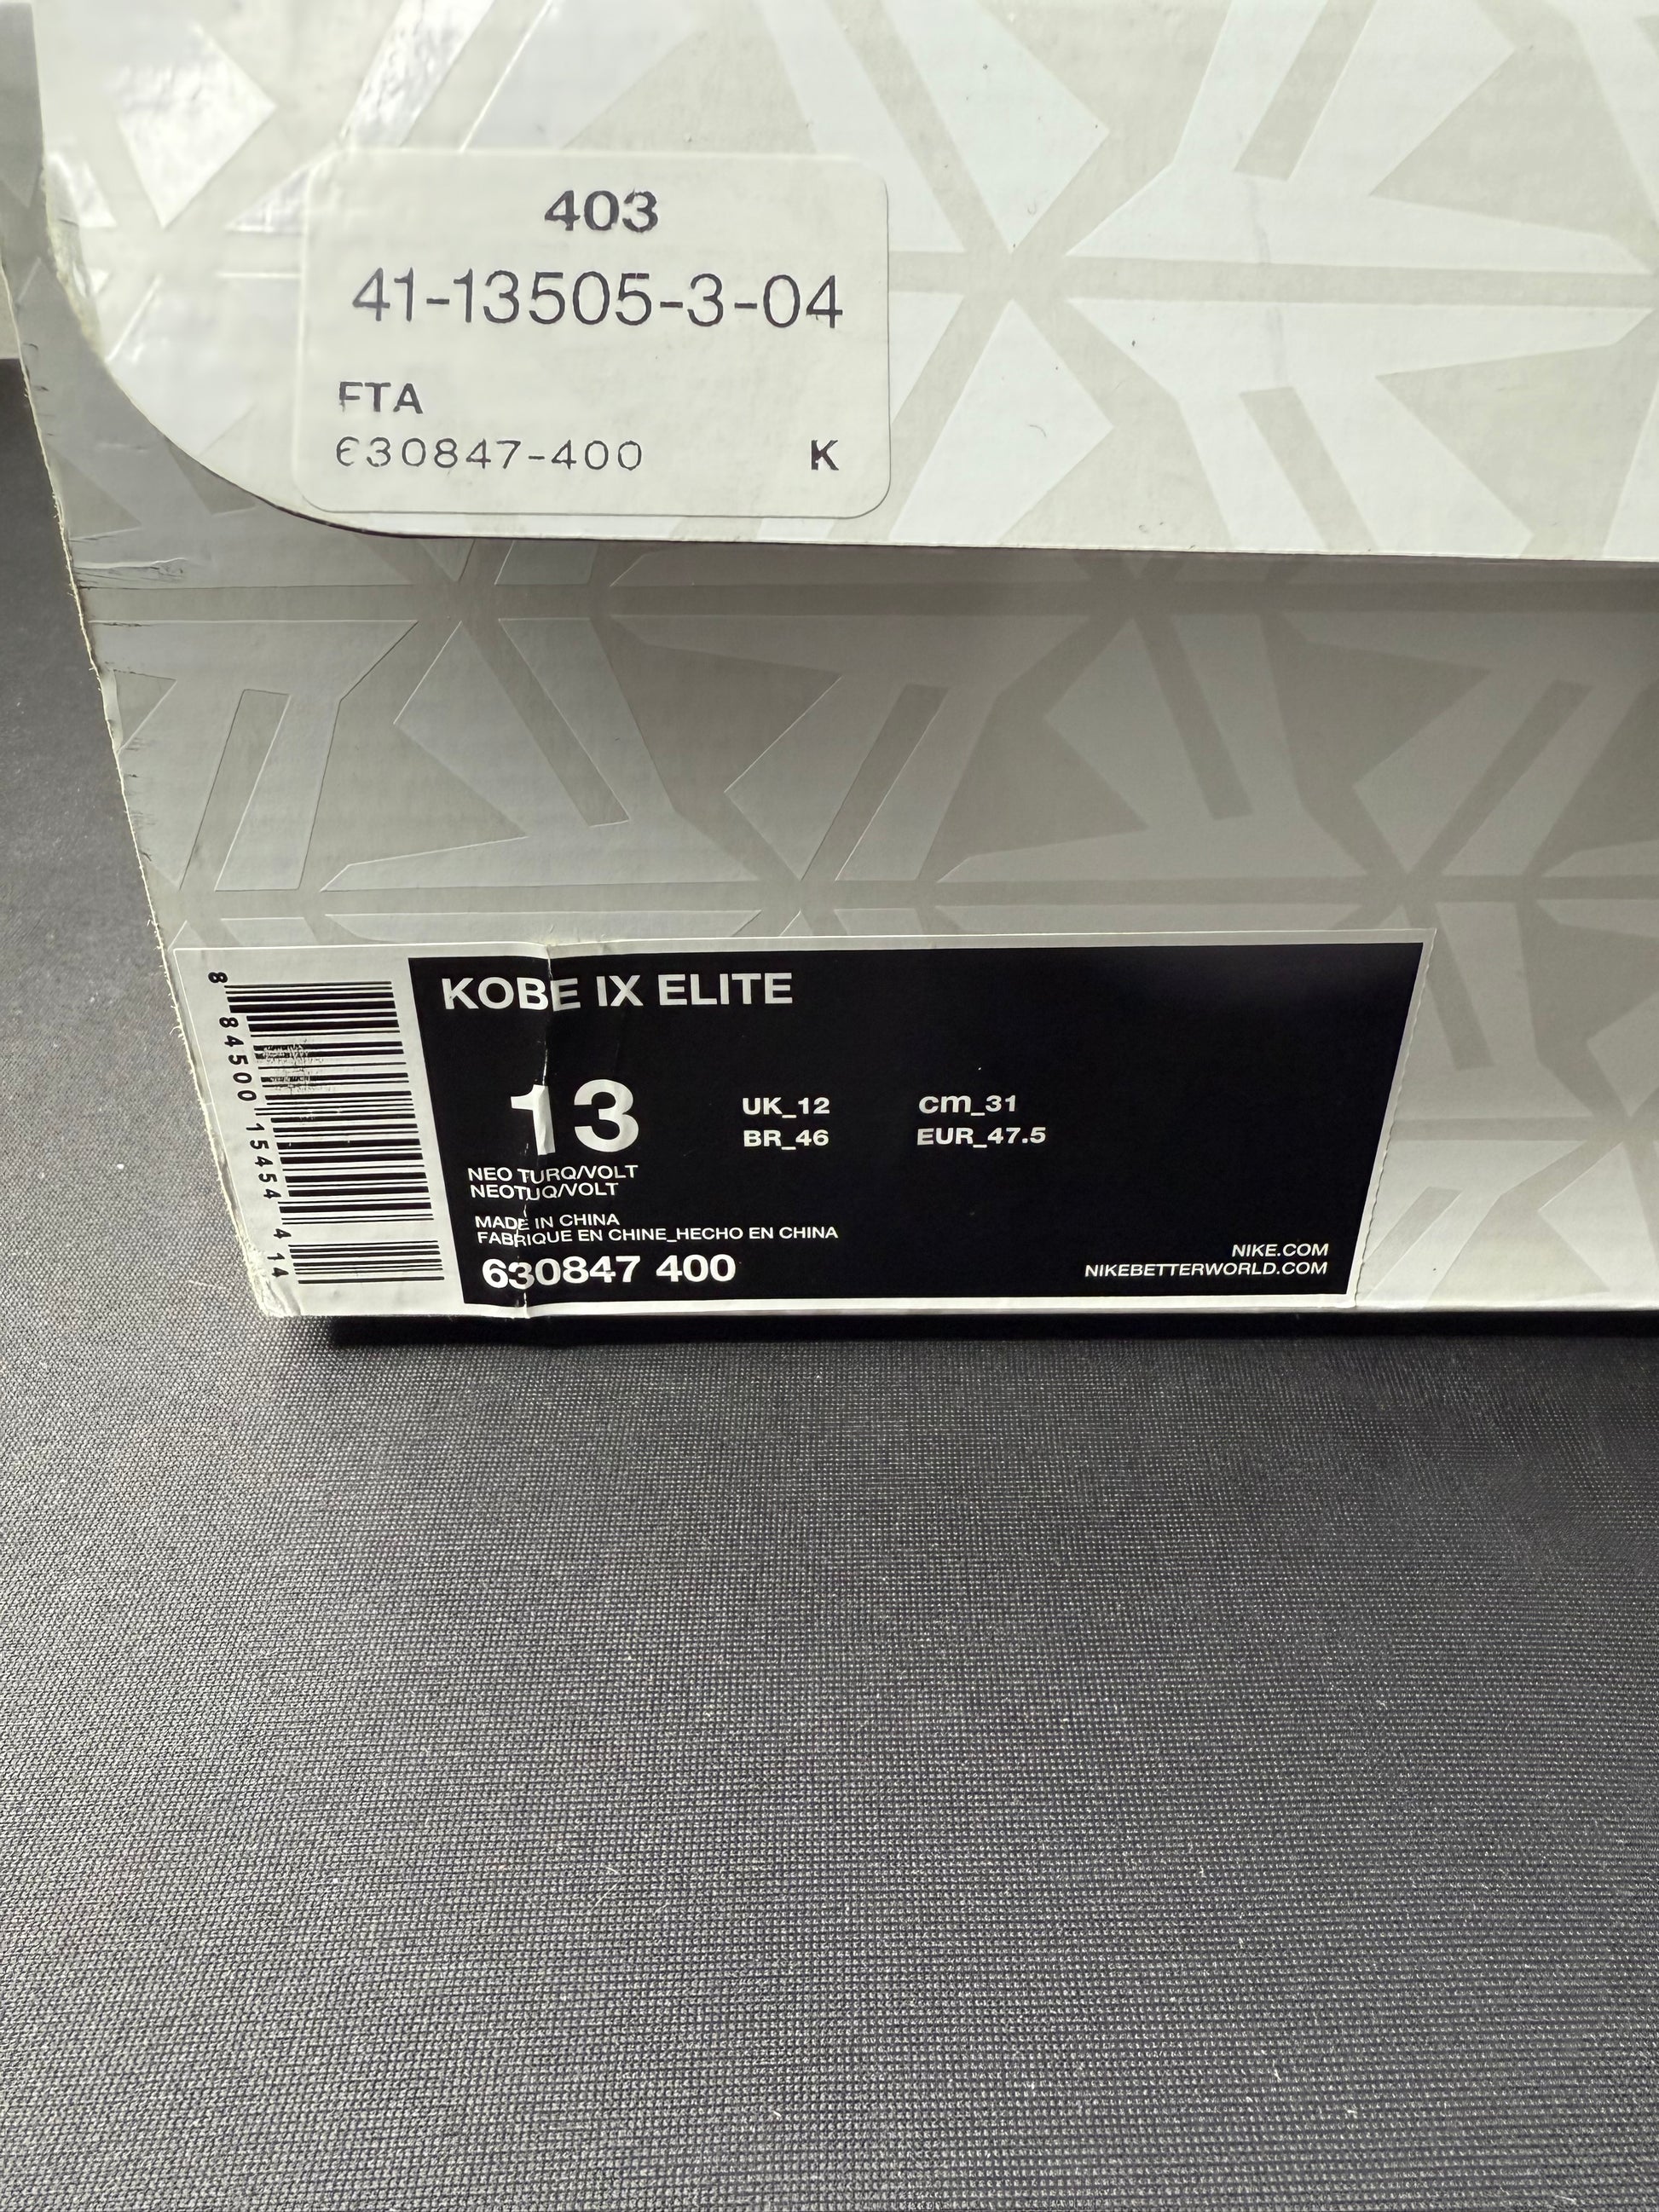 403
41-13505-3-04
FTA
630847-400 K
8 84500 15454 4 14
KOBE IX ELITE
13
UK_12 cm_31
BR_46 EUR_47.5
NEO TURQ/VOLT
NEOTUQ/VOLT
MADE IN CHINA
FABRIQUE EN CHINE_HECHO EN CHINA
630847 400
NIKE.COM
NIKEBETTERWORLD.COM